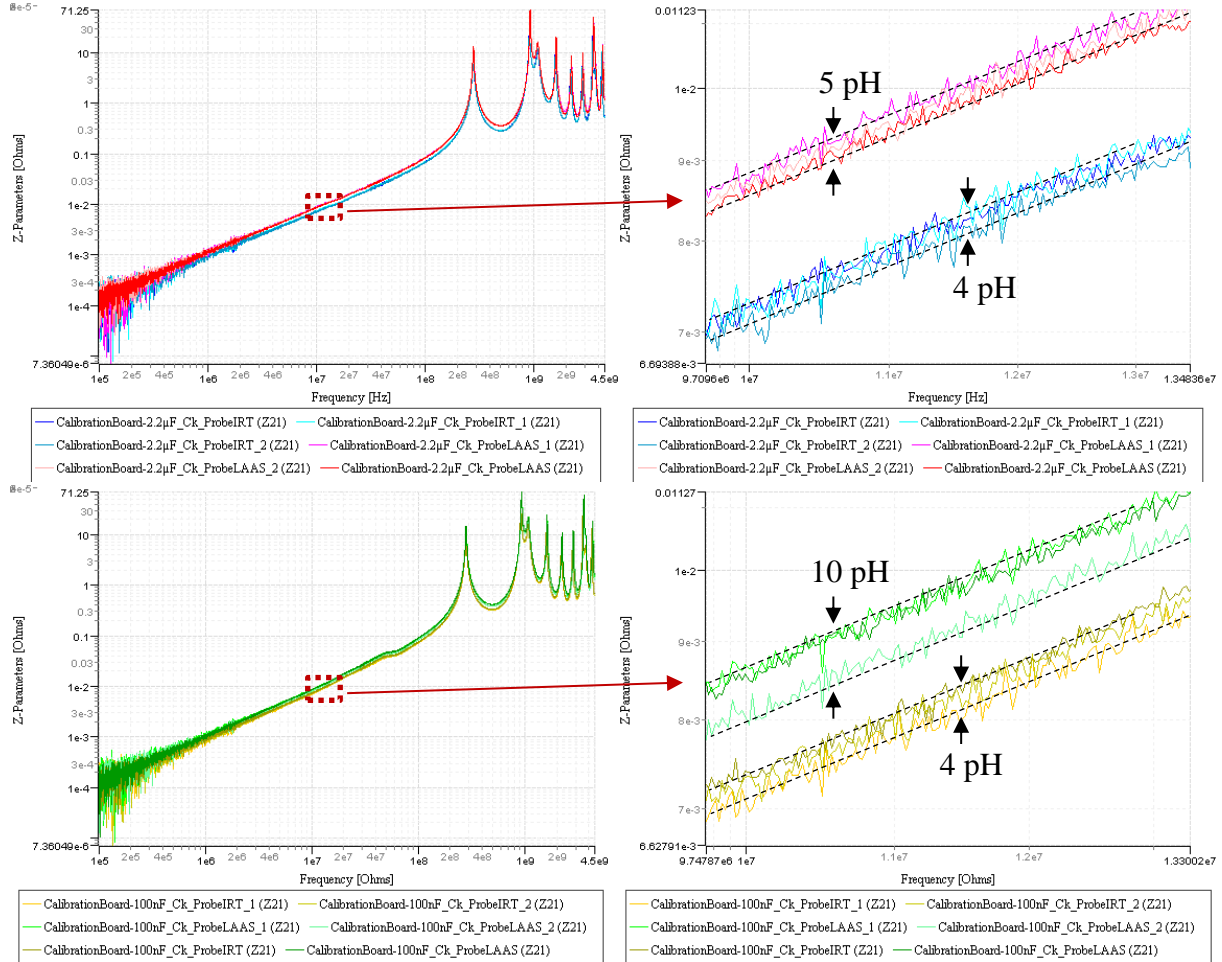 71.25
30
10
3
1
0.3
0.1
0.03
1e-2
3e-3
1e-3
3e-4
1e-4
7.36049e-6
Z-Parameters [Ohms]
1e5 2e5 4e5 1e6 2e6 4e6 1e7 2e7 4e7 1e8 2e8 4e8 1e9 2e9 4.5e9
Frequency [Hz]
CalibrationBoard-2.2µF_Ck_ProbeIRT (Z21) CalibrationBoard-2.2µF_Ck_ProbeIRT_1 (Z21)
CalibrationBoard-2.2µF_Ck_ProbeIRT_2 (Z21) CalibrationBoard-2.2µF_Ck_ProbeLAAS_1 (Z21)
CalibrationBoard-2.2µF_Ck_ProbeLAAS_2 (Z21) CalibrationBoard-2.2µF_Ck_ProbeLAAS (Z21)
0.01123
1e-2
9e-3
8e-3
7e-3
6.69388e-3
Z-Parameters [Ohms]
5 pH
4 pH
9.7096e6 1e7 1.1e7 1.2e7 1.3e7 1.34836e7
Frequency [Hz]
CalibrationBoard-2.2µF_Ck_ProbeIRT (Z21) CalibrationBoard-2.2µF_Ck_ProbeIRT_1 (Z21)
CalibrationBoard-2.2µF_Ck_ProbeIRT_2 (Z21) CalibrationBoard-2.2µF_Ck_ProbeLAAS_1 (Z21)
CalibrationBoard-2.2µF_Ck_ProbeLAAS_2 (Z21) CalibrationBoard-2.2µF_Ck_ProbeLAAS (Z21)
71.25
30
10
3
1
0.3
0.1
0.03
1e-2
3e-3
1e-3
3e-4
1e-4
7.36049e-6
Z-Parameters [Ohms]
1e5 2e5 4e5 1e6 2e6 4e6 1e7 2e7 4e7 1e8 2e8 4e8 1e9 2e9 4.5e9
Frequency [Ohms]
CalibrationBoard-100nF_Ck_ProbeIRT_1 (Z21) CalibrationBoard-100nF_Ck_ProbeIRT_2 (Z21)
CalibrationBoard-100nF_Ck_ProbeLAAS_1 (Z21) CalibrationBoard-100nF_Ck_ProbeLAAS_2 (Z21)
CalibrationBoard-100nF_Ck_ProbeIRT (Z21) CalibrationBoard-100nF_Ck_ProbeLAAS (Z21)
0.01127
1e-2
9e-3
8e-3
7e-3
6.62791e-3
Z-Parameters [Ohms]
10 pH
4 pH
9.74787e6 1e7 1.1e7 1.2e7 1.33002e7
Frequency [Ohms]
CalibrationBoard-100nF_Ck_ProbeIRT_1 (Z21) CalibrationBoard-100nF_Ck_ProbeIRT_2 (Z21)
CalibrationBoard-100nF_Ck_ProbeLAAS_1 (Z21) CalibrationBoard-100nF_Ck_ProbeLAAS_2 (Z21)
CalibrationBoard-100nF_Ck_ProbeIRT (Z21) CalibrationBoard-100nF_Ck_ProbeLAAS (Z21)